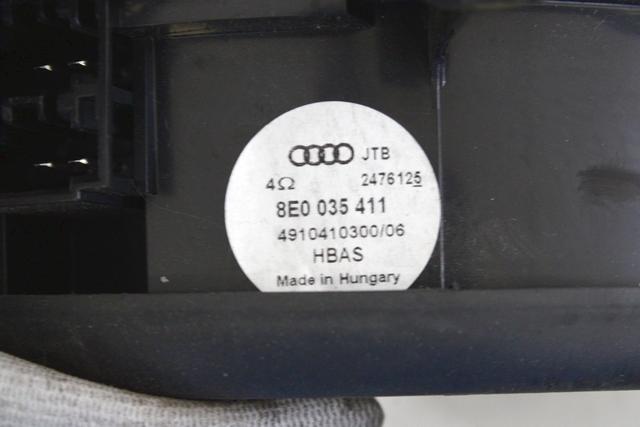 JTB
4Ω 2476125
8E0 035 411
4910410300/06
HBAS
Made in Hungary